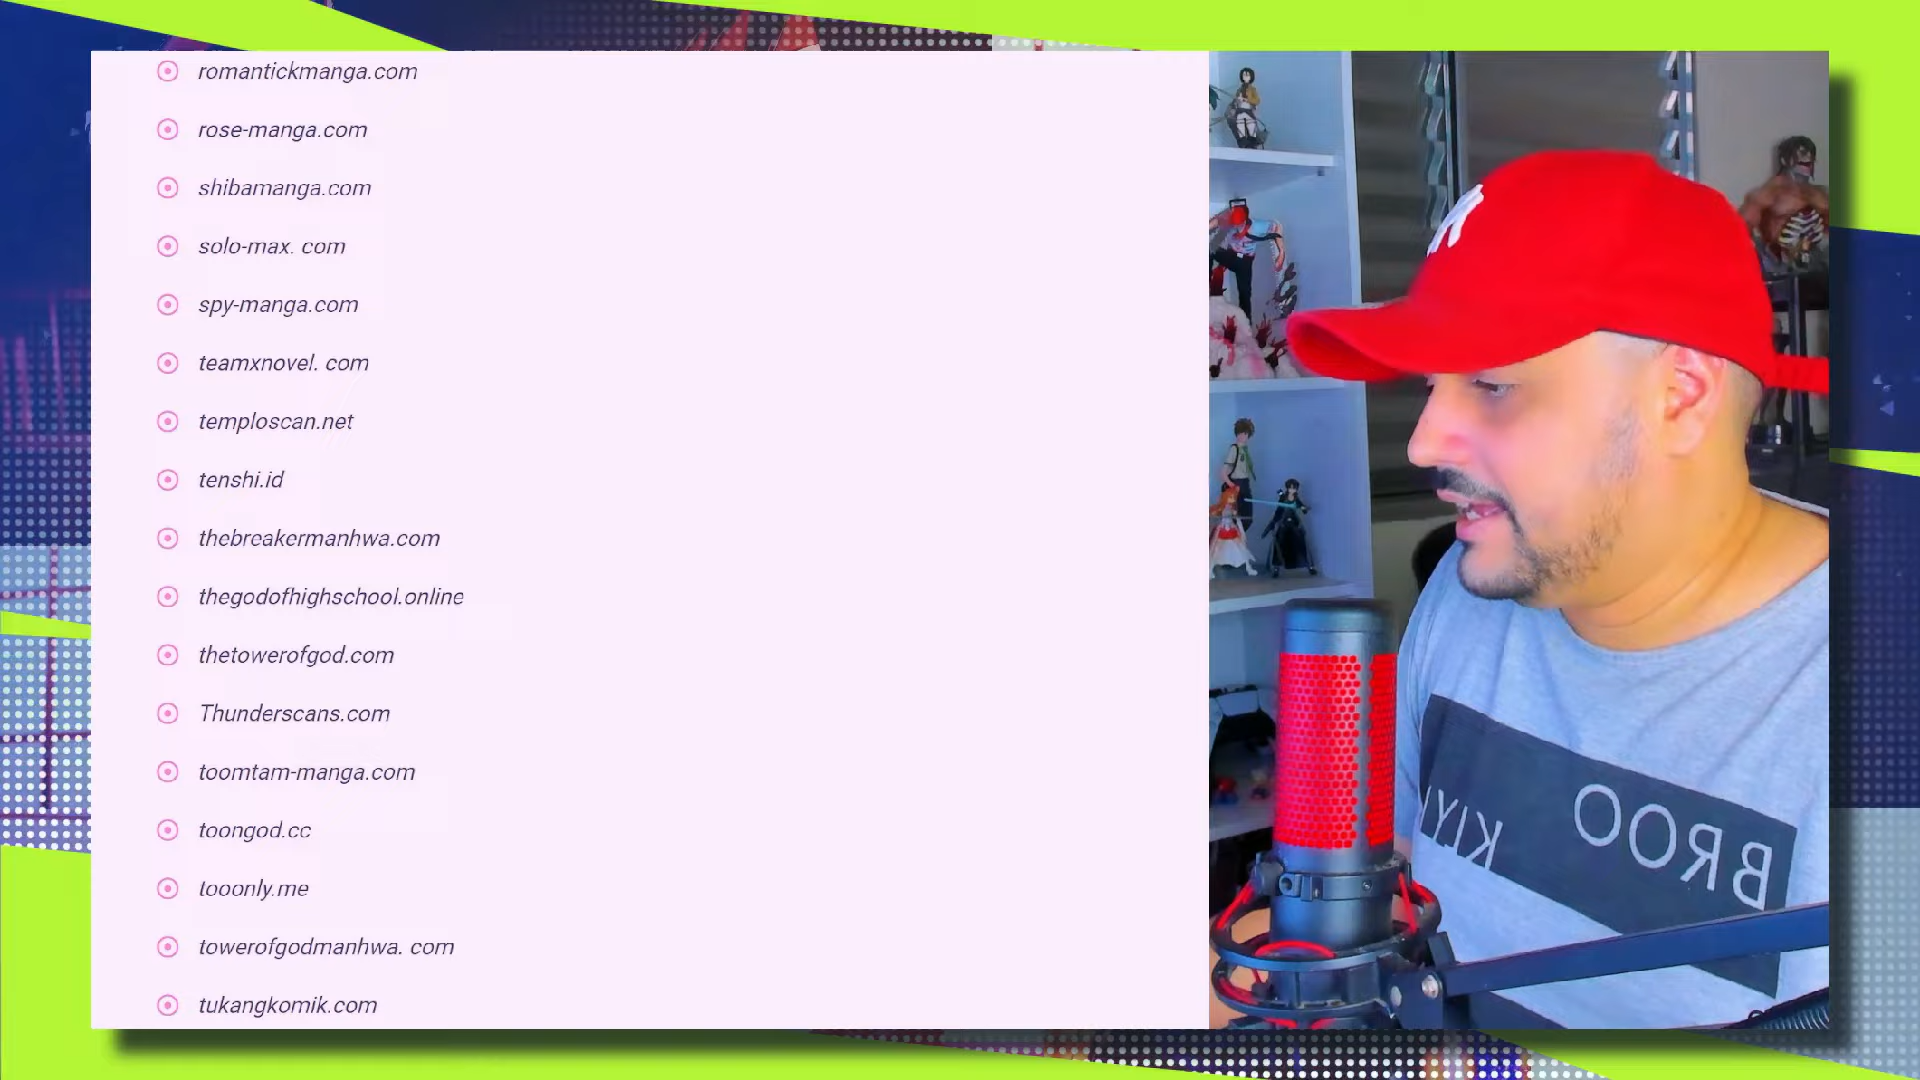 romantickmanga.com
rose-manga.com
shibamanga.com
solo-max. com
spy-manga.com
teamxnovel. com
temploscan.net
tenshi.id
thebreakermanhwa.com
thegodofhighschool.online
thetowerofgod.com
Thunderscans.com
toomtam-manga.com
toongod.cc
tooonly.me
towerofgodmanhwa. com
tukangkomik.com
BROO